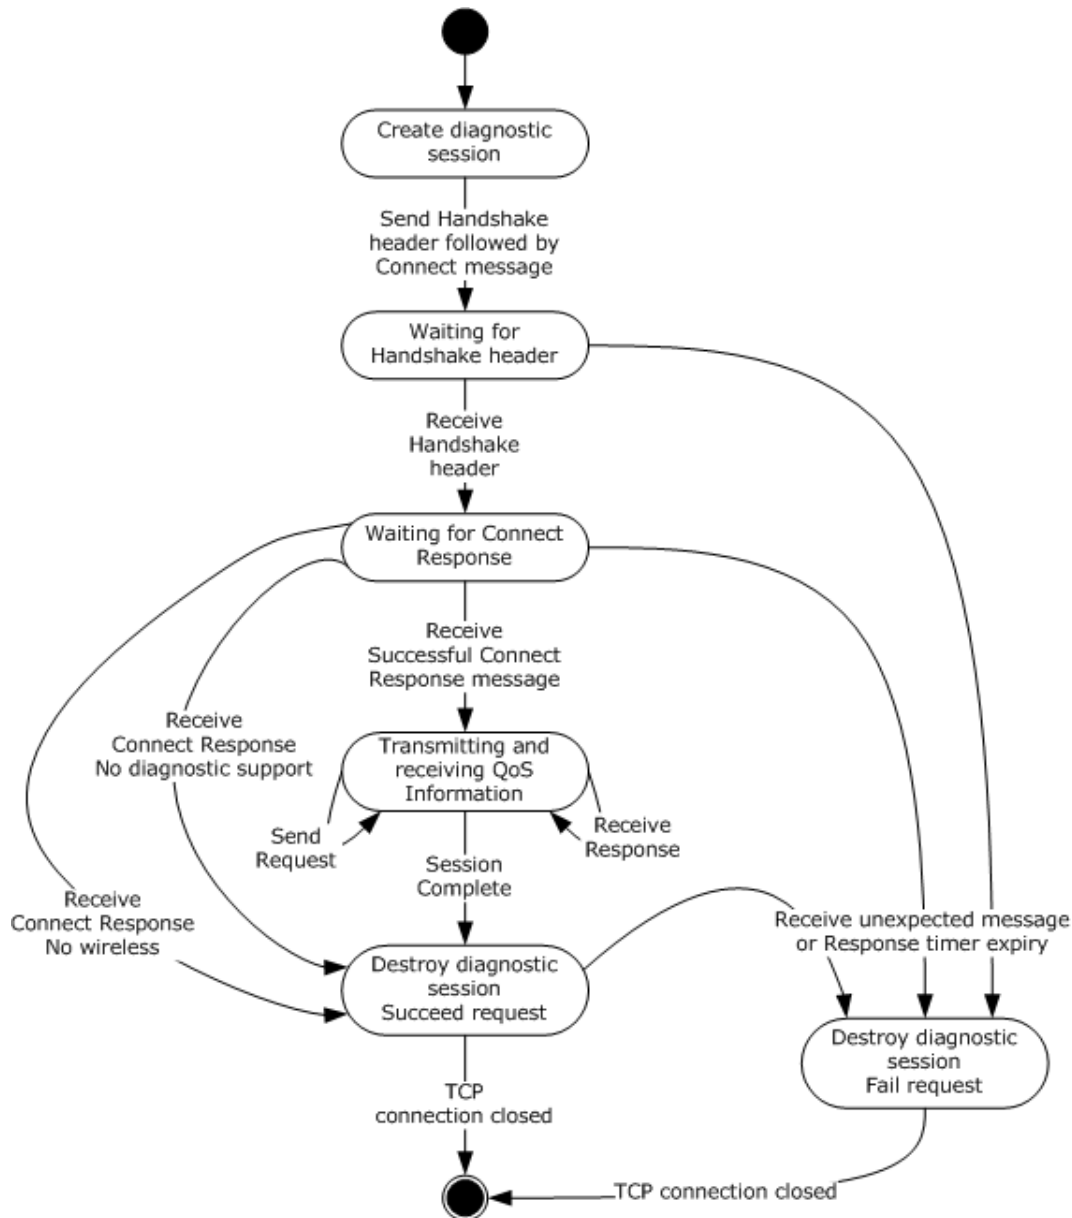 Create diagnostic
session
Send Handshake
header followed by
Connect message
Waiting for
Handshake header
Receive
Handshake
header
Waiting for Connect
Response
Receive
Successful Connect
Response message
Receive
Connect Response
No diagnostic support
Transmitting and
receiving QoS
Information
Send
Request
Receive
Response
Session
Complete
Receive
Connect Response
No wireless
Receive unexpected message
or Response timer expiry
Destroy diagnostic
session
Succeed request
Destroy diagnostic
session
Fail request
TCP
connection closed
TCP connection closed